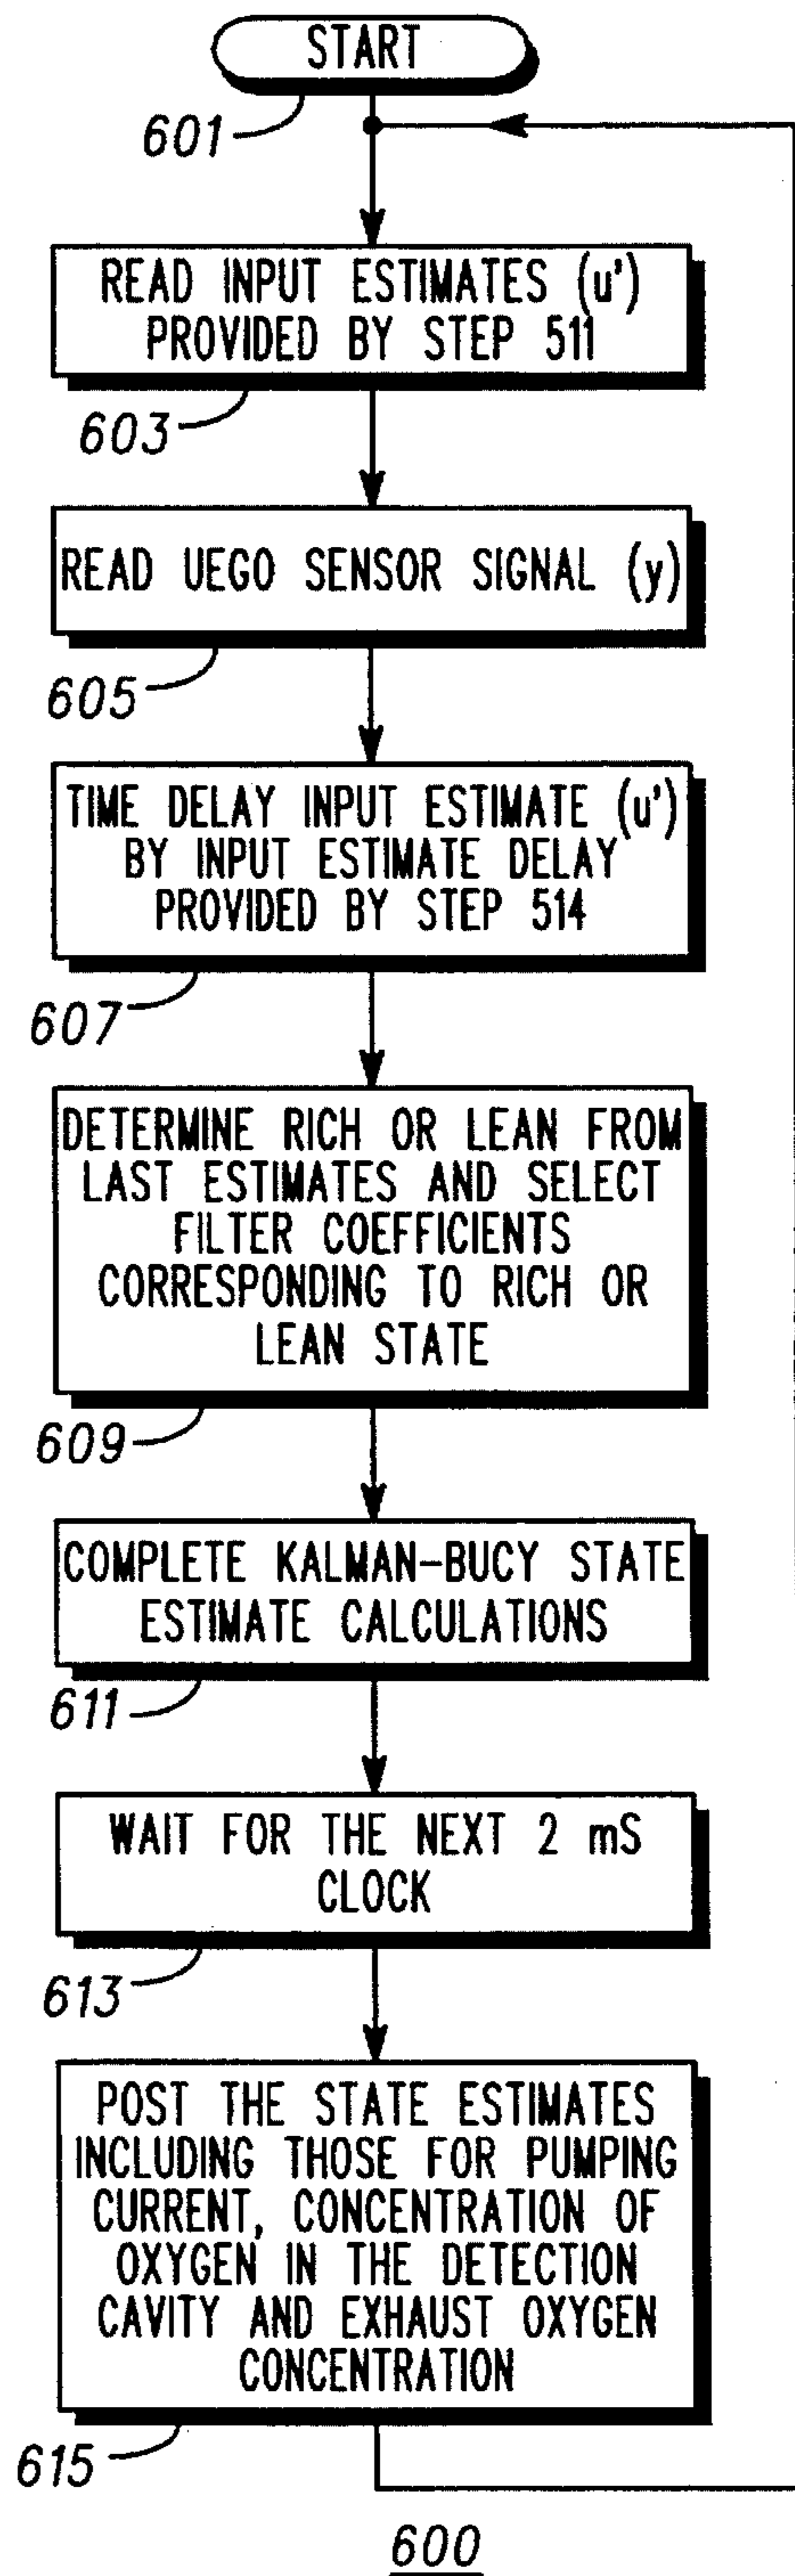 START
601
READ INPUT ESTIMATES (u')
PROVIDED BY STEP 511
603
READ UEGO SENSOR SIGNAL (y)
605
TIME DELAY INPUT ESTIMATE (u')
BY INPUT ESTIMATE DELAY
PROVIDED BY STEP 514
607
DETERMINE RICH OR LEAN FROM
LAST ESTIMATES AND SELECT
FILTER COEFFICIENTS
CORRESPONDING TO RICH OR
LEAN STATE
609
COMPLETE KALMAN-BUCY STATE
ESTIMATE CALCULATIONS
611
WAIT FOR THE NEXT 2 mS
CLOCK
613
POST THE STATE ESTIMATES
INCLUDING THOSE FOR PUMPING
CURRENT, CONCENTRATION OF
OXYGEN IN THE DETECTION
CAVITY AND EXHAUST OXYGEN
CONCENTRATION
615
600